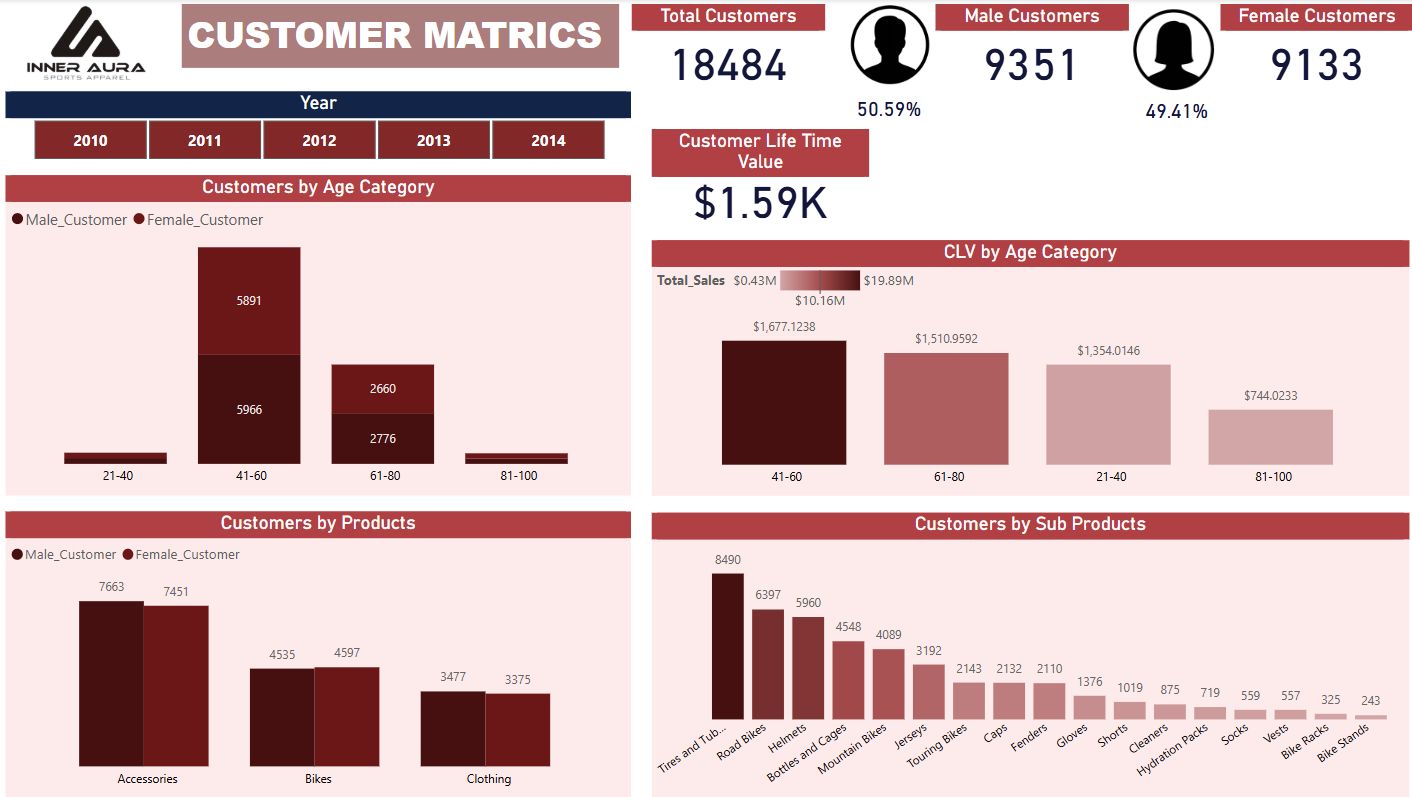 INNER AURA
SPORTS APPAREL
CUSTOMER MATRICS
Total Customers
18484
50.59%
Male Customers
9351
49.41%
Female Customers
9133
Year
2010 2011 2012 2013 2014
Customer Life Time
Value
$1.59K
Customers by Age Category
Male_Customer Female_Customer
5891
5966
2660
2776
21-40 41-60 61-80 81-100
CLV by Age Category
Total_Sales $0.43M $19.89M
$10.16M
$1,677.1238
$1,510.9592
$1,354.0146
$744.0233
41-60 61-80 21-40 81-100
Customers by Products
Male_Customer Female_Customer
7663 7451
4535 4597
3477 3375
Accessories Bikes Clothing
Customers by Sub Products
8490 6397 5960 4548 4089 3192 2143 2132 2110 1376 1019 875 719 559 557 325 243
Tires and Tub...
Road Bikes
Helmets
Bottles and Cages
Mountain Bikes
Jerseys
Touring Bikes
Caps
Fenders
Gloves
Shorts
Cleaners
Hydration Packs
Socks
Vests
Bike Racks
Bike Stands